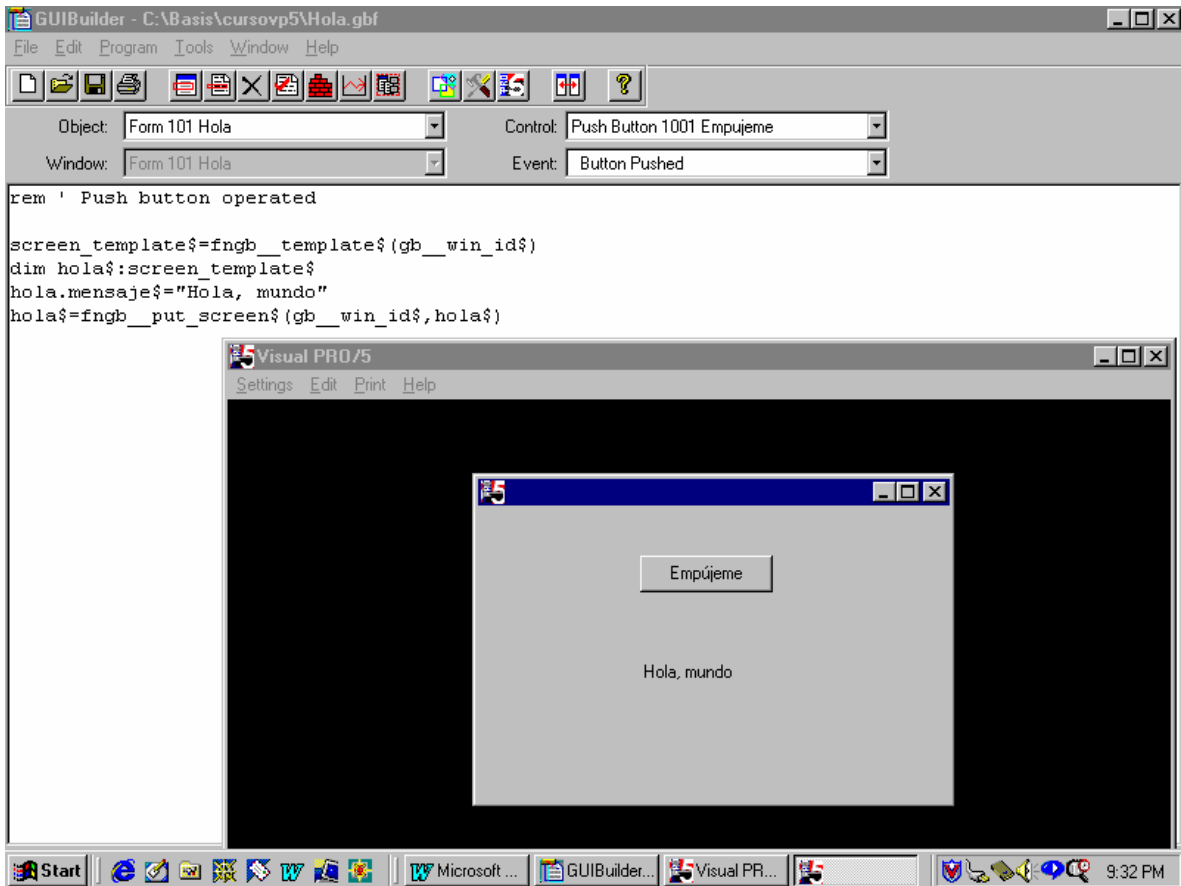 GUIBuilder - C:\Basis\cursovp5\Hola.gbf
File Edit Program Tools Window Help
Object: Form 101 Hola Control: Push Button 1001 Empujeme
Window: Form 101 Hola Event: Button Pushed
rem ' Push button operated
screen_template$=fngb__template$(gb__win_id$)
dim hola$:screen_template$
hola.mensaje$="Hola, mundo"
hola$=fngb__put_screen$(gb__win_id$,hola$)
Visual PRO/5
Settings Edit Print Help
Empújeme
Hola, mundo
Start Microsoft ... GUIBuilder... Visual PR... 9:32 PM